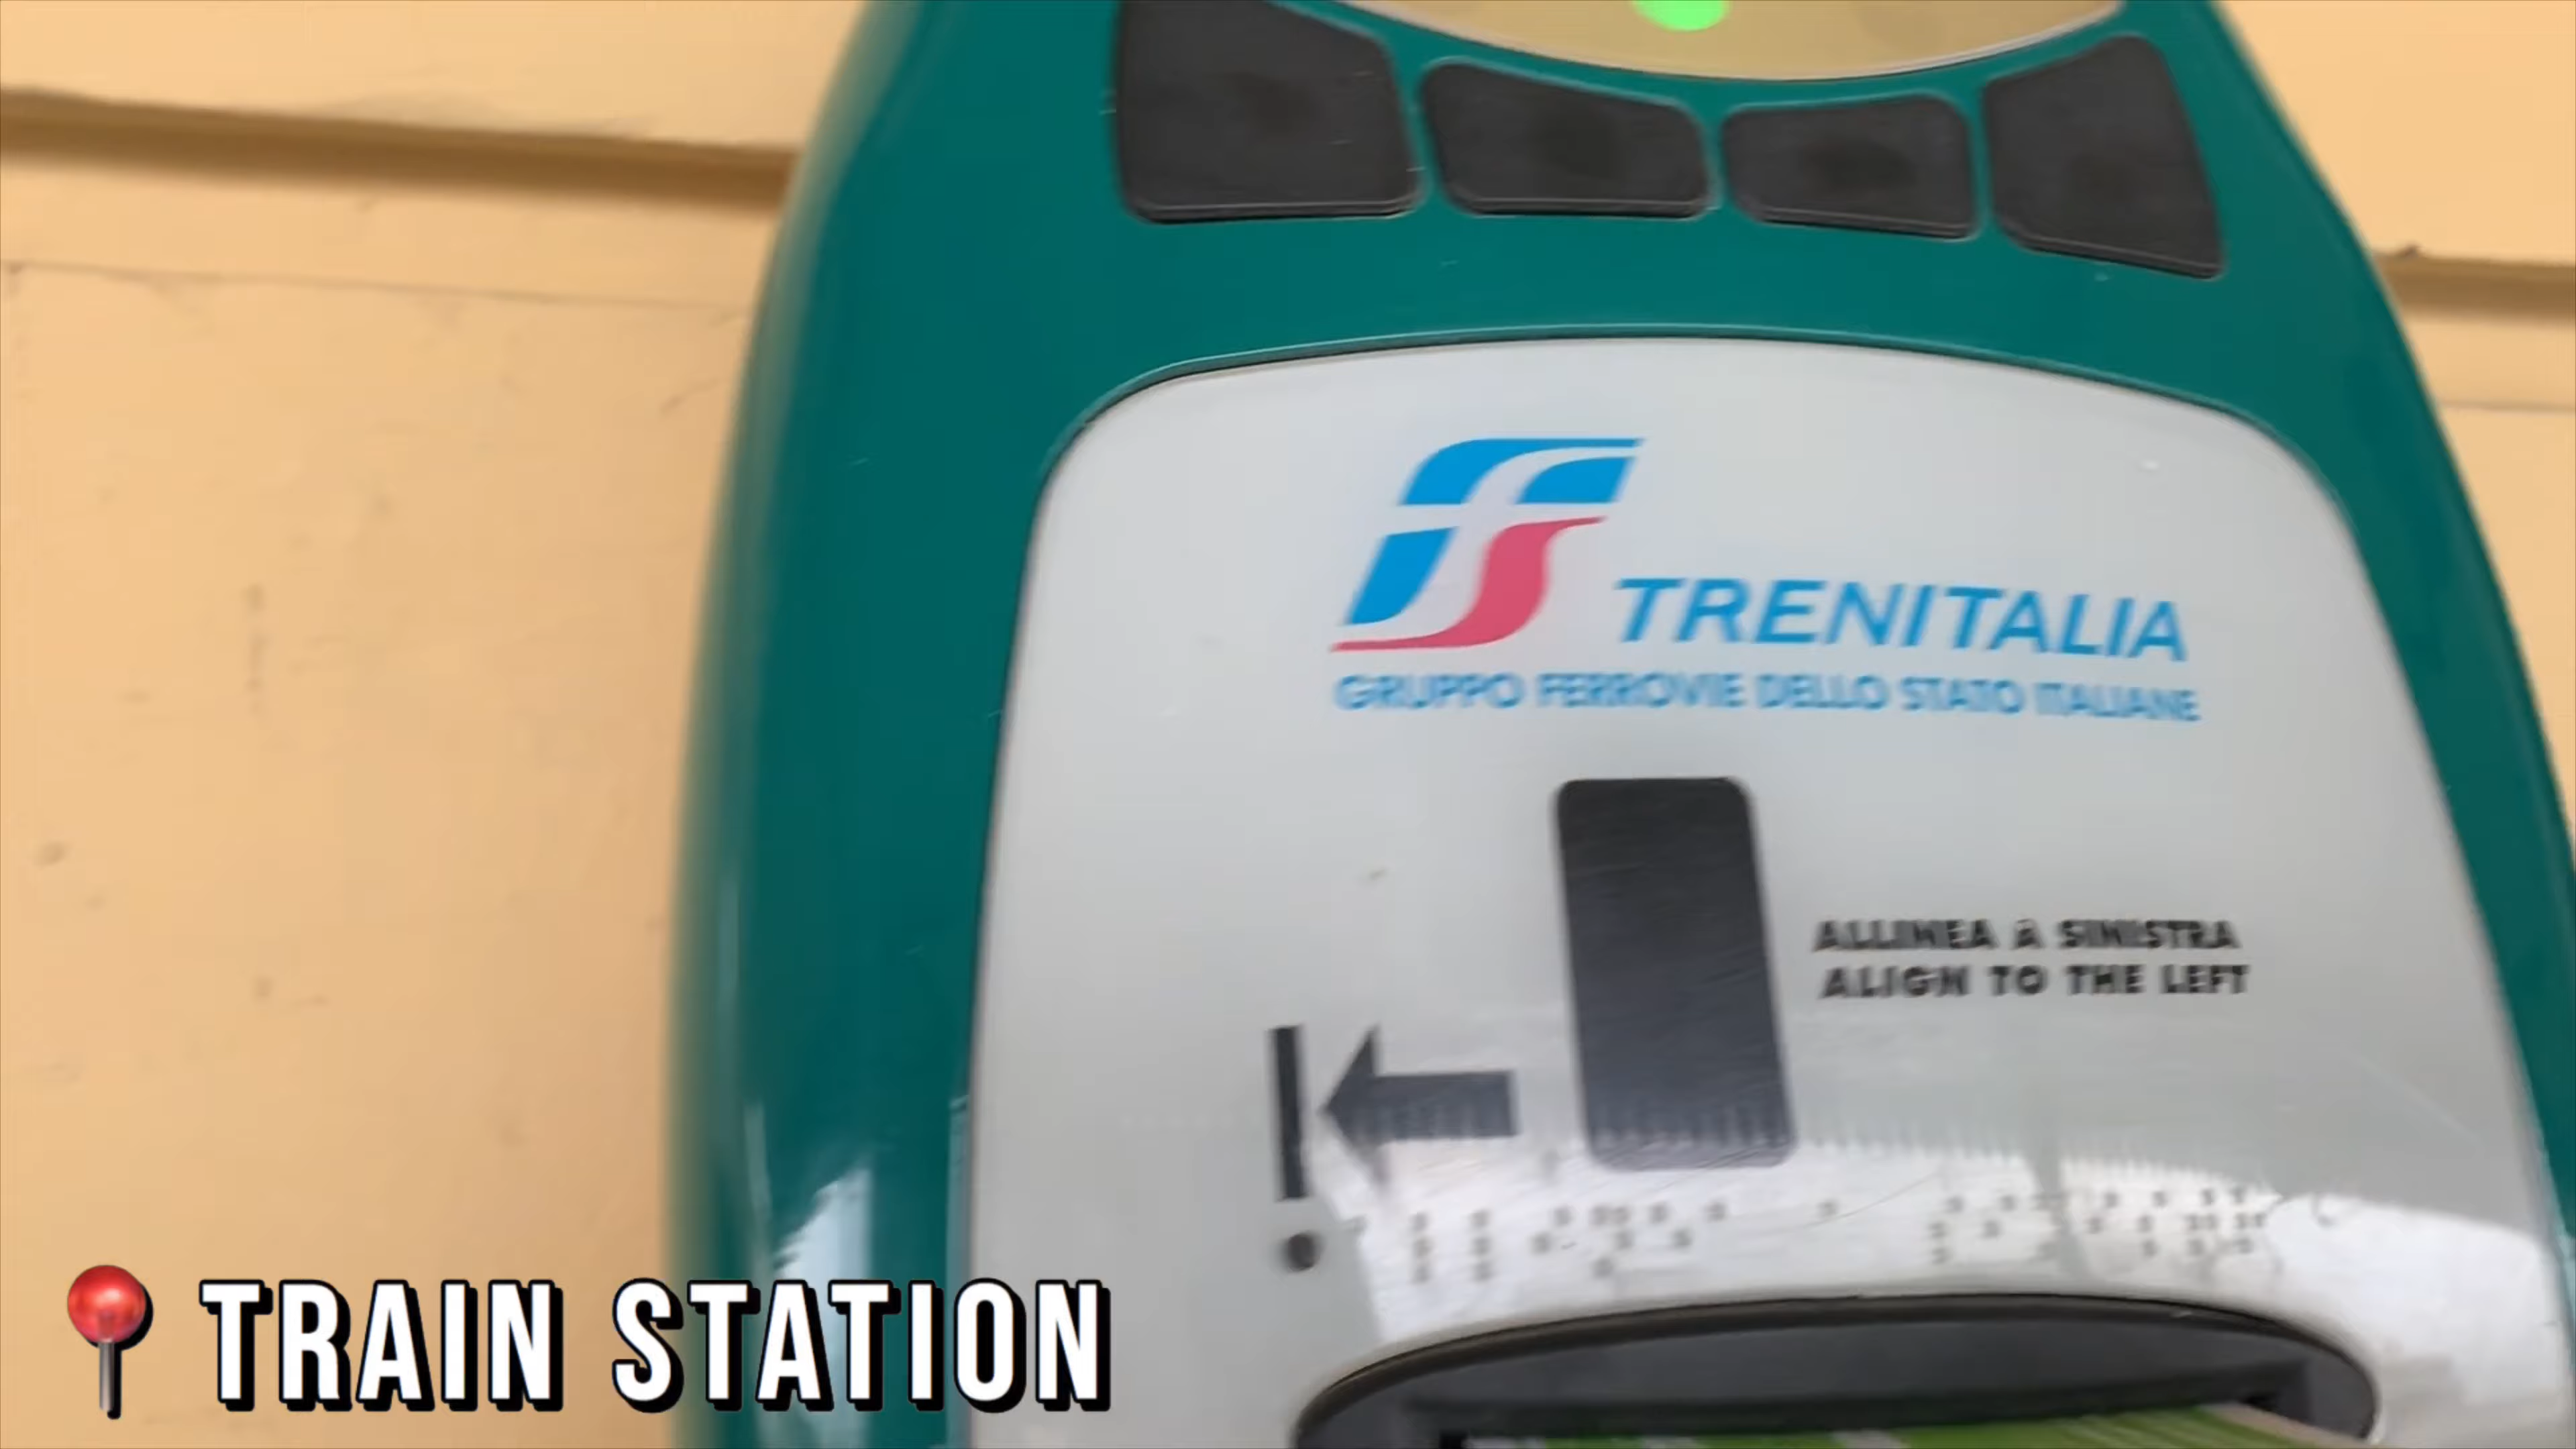 TRENITALIA
GRUPPO FERROVIE DELLO STATO ITALIANE
ALLINEA A SINISTRA
ALIGN TO THE LEFT
TRAIN STATION